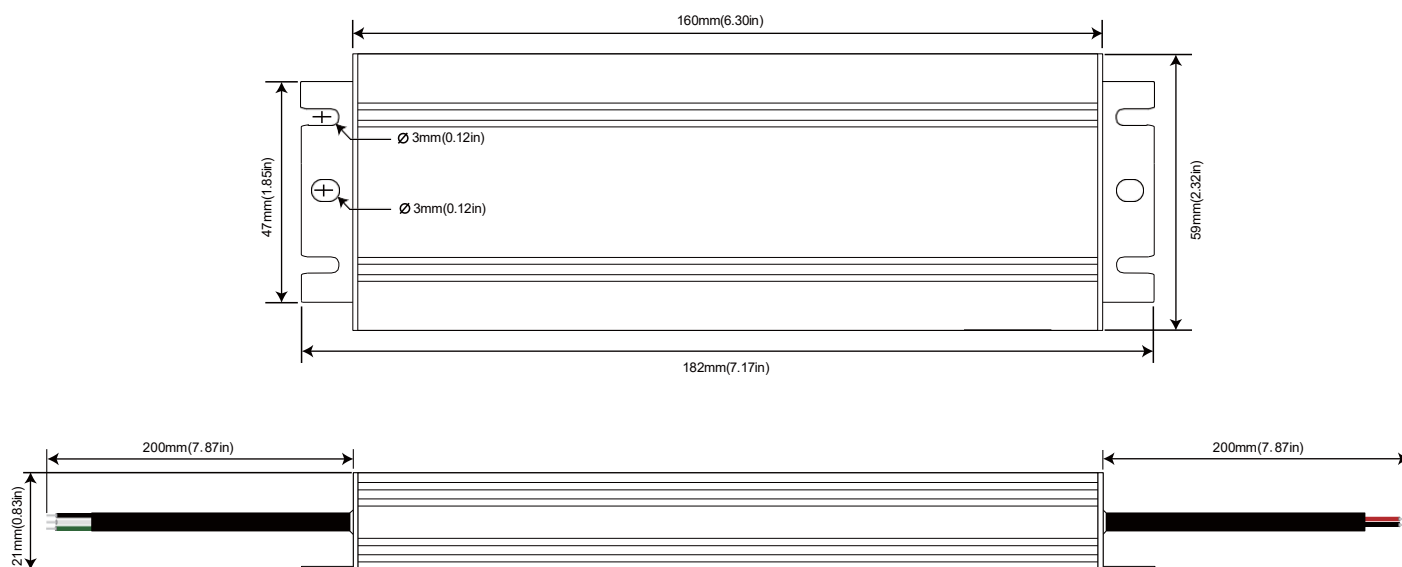 160mm(6.30in)
Ø 3mm(0.12in)
47mm(1.85in)
Ø 3mm(0.12in)
59mm(2.32in)
182mm(7.17in)
200mm(7.87in)
200mm(7.87in)
21mm(0.83in)